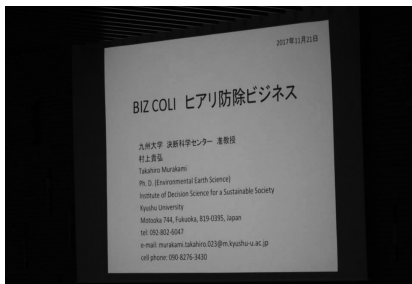 2017年11月21日
BIZ COLI ヒアリ防除ビジネス
九州大学 決断科学センター 准教授
村上貴弘
Takahiro Murakami
Ph. D. (Environmental Earth Science)
Institute of Decision Science for a Sustainable Society
Kyushu University
Motooka 744, Fukuoka, 819-0395, Japan
tel: 092-802-6047
e-mail: murakami.takahiro.023@m.kyushu-u.ac.jp
cell phone: 090-8276-3430